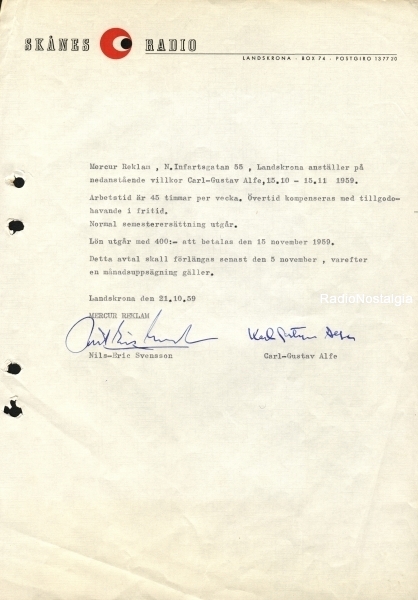 SKÅNES RADIO
LANDSKRONA · BOX 74 · POSTGIRO 137720
Mercur Reklam , N.Infartsgatan 55 , Landskrona anställer på
nedanstående villkor Carl-Gustav Alfe,15.10 - 15.11 1959.
Arbetstid är 45 timmar per vecka. Övertid kompenseras med tillgodo-
havande i fritid.
Normal semesterersättning utgår.
Lön utgår med 400:- att betalas den 15 november 1959.
Detta avtal skall förlängas senast den 5 november , varefter
en månadsuppsägning gäller.
RadioNostalgia
Landskrona den 21.10.59
MERCUR REKLAM
Nils-Eric Svensson Carl-Gustav Alfe